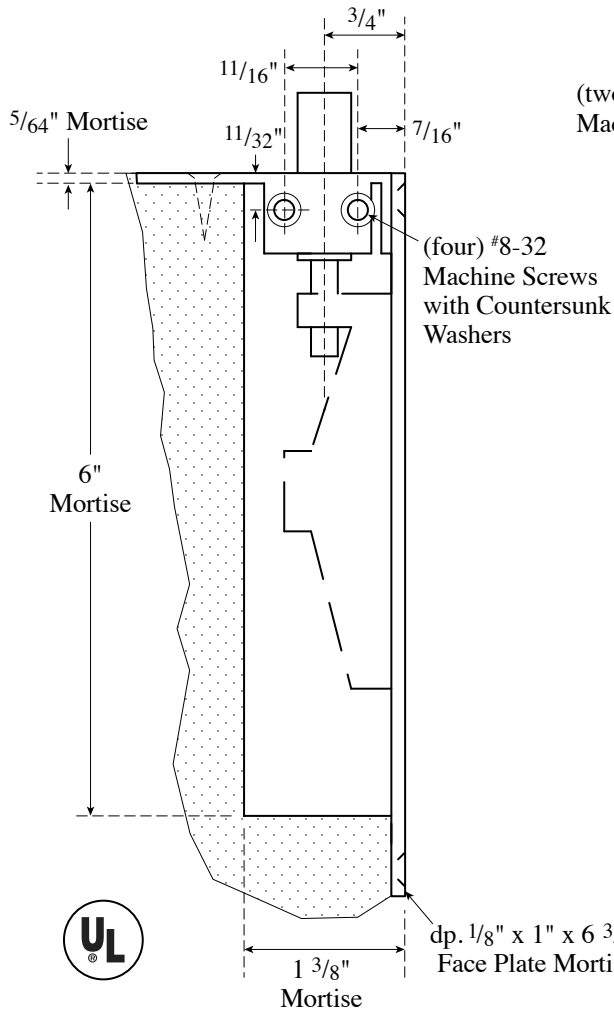 3/4"
11/16"
(two
5/64" Mortise
11/32"
7/16"
(four) #8-32
Machine Screws
with Countersunk
Washers
6"
Mortise
UL
®
dp. 1/8" x 1" x 6
Face Plate
1 3/8"
Mortise